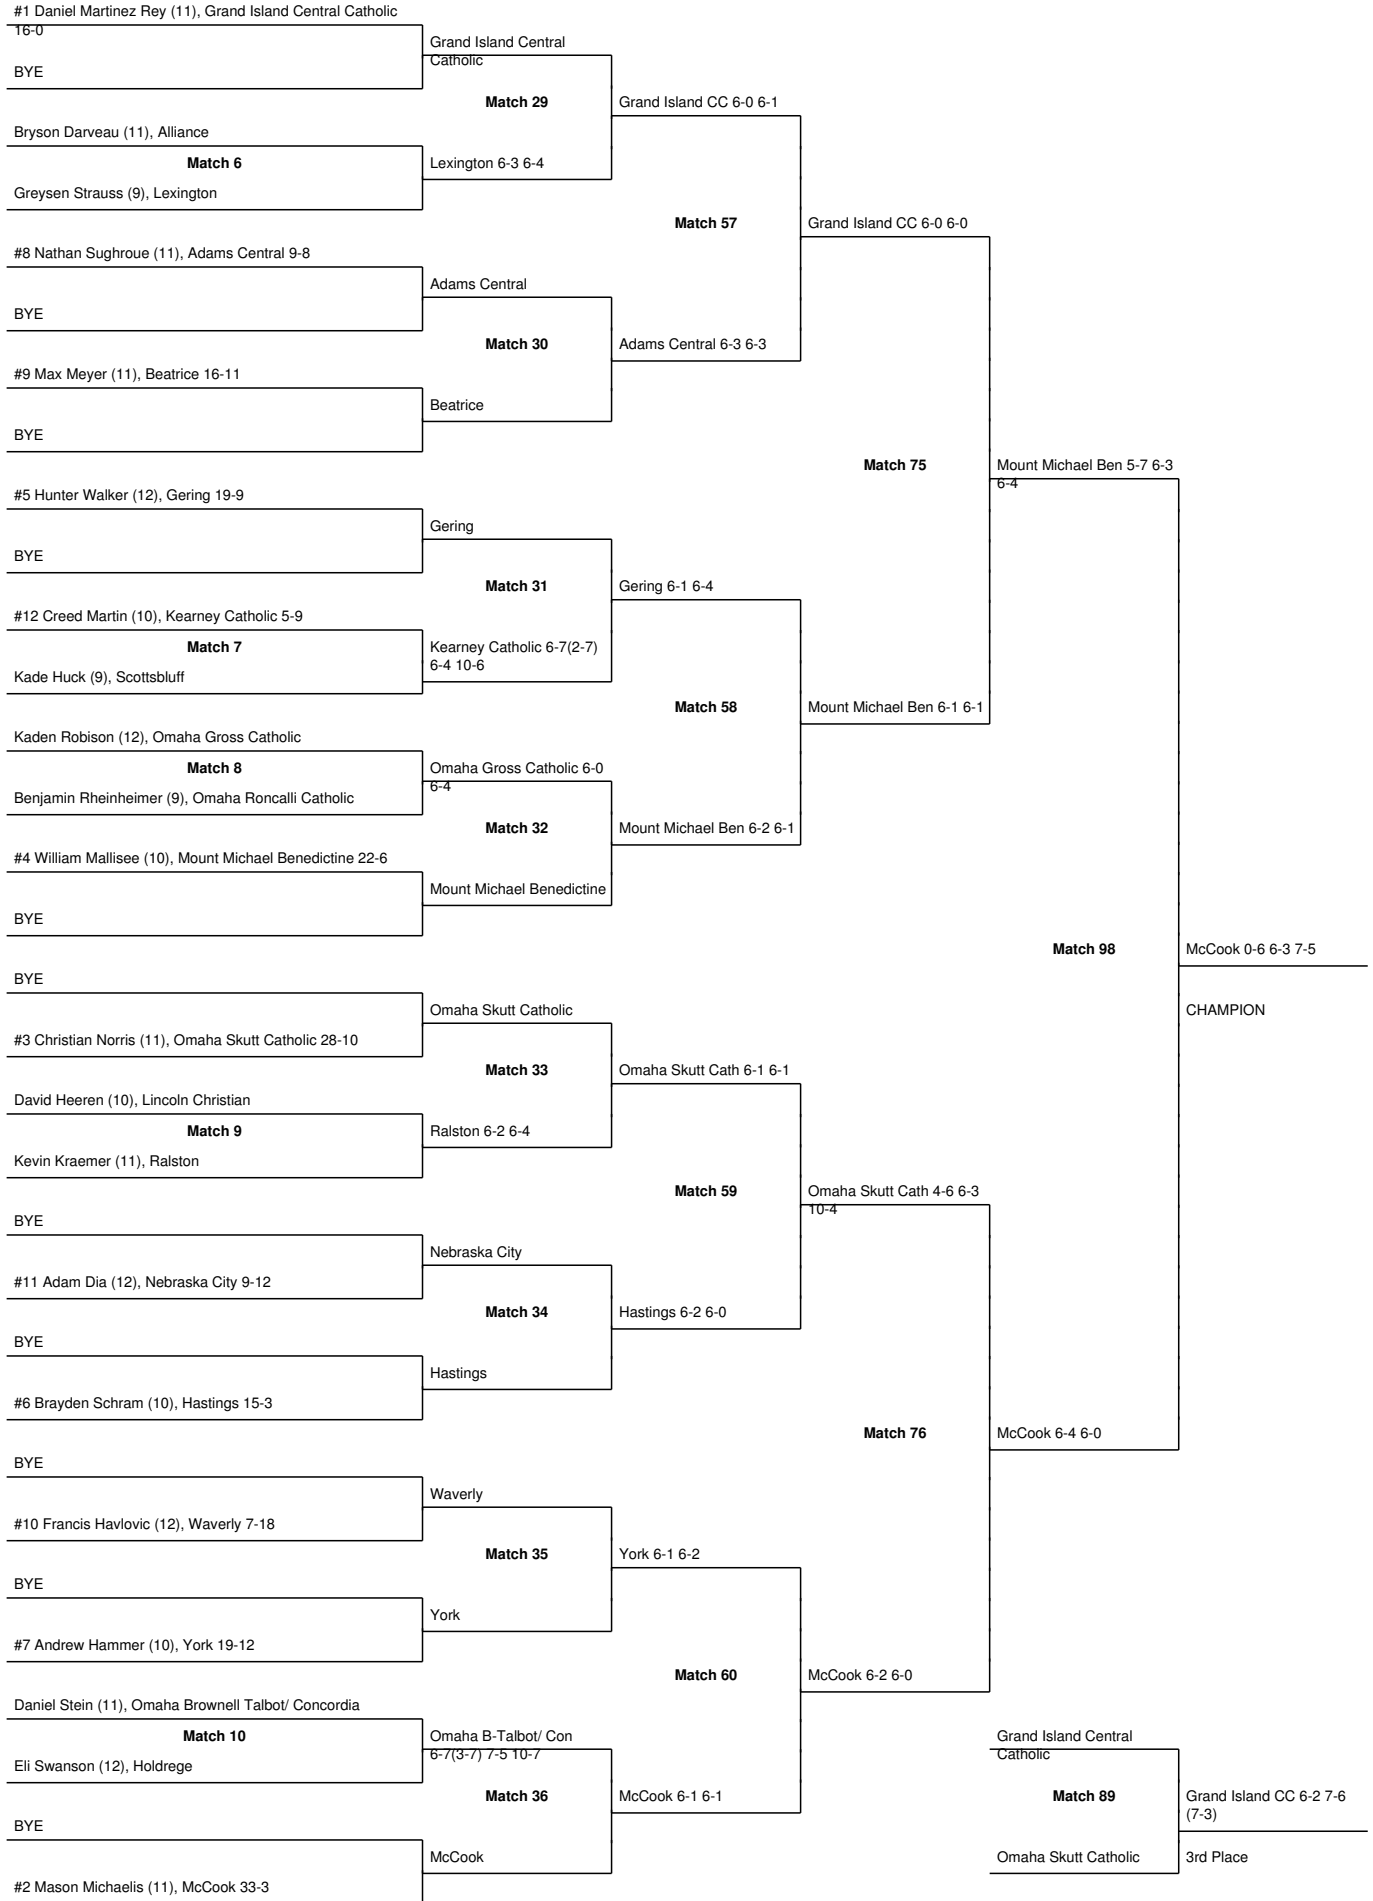 #1 Daniel Martinez Rey (11), Grand Island Central Catholic
16-0
Grand Island Central
Catholic
BYE
Match 29
Grand Island CC 6-0 6-1
Bryson Darveau (11), Alliance
Match 6
Lexington 6-3 6-4
Greysen Strauss (9), Lexington
Match 57
Grand Island CC 6-0 6-0
#8 Nathan Sughroue (11), Adams Central 9-8
Adams Central
BYE
Match 30
Adams Central 6-3 6-3
#9 Max Meyer (11), Beatrice 16-11
Beatrice
BYE
Match 75
Mount Michael Ben 5-7 6-3
6-4
#5 Hunter Walker (12), Gering 19-9
Gering
BYE
Match 31
Gering 6-1 6-4
#12 Creed Martin (10), Kearney Catholic 5-9
Match 7
Kearney Catholic 6-7(2-7)
6-4 10-6
Kade Huck (9), Scottsbluff
Match 58
Mount Michael Ben 6-1 6-1
Kaden Robison (12), Omaha Gross Catholic
Match 8
Omaha Gross Catholic 6-0
6-4
Benjamin Rheinheimer (9), Omaha Roncalli Catholic
Match 32
Mount Michael Ben 6-2 6-1
#4 William Mallisee (10), Mount Michael Benedictine 22-6
Mount Michael Benedictine
BYE
Match 98
McCook 0-6 6-3 7-5
BYE
Omaha Skutt Catholic
CHAMPION
#3 Christian Norris (11), Omaha Skutt Catholic 28-10
Match 33
Omaha Skutt Cath 6-1 6-1
David Heeren (10), Lincoln Christian
Match 9
Ralston 6-2 6-4
Kevin Kraemer (11), Ralston
Match 59
Omaha Skutt Cath 4-6 6-3
10-4
BYE
Nebraska City
#11 Adam Dia (12), Nebraska City 9-12
Match 34
Hastings 6-2 6-0
BYE
Hastings
#6 Brayden Schram (10), Hastings 15-3
Match 76
McCook 6-4 6-0
BYE
Waverly
#10 Francis Havlovic (12), Waverly 7-18
Match 35
York 6-1 6-2
BYE
York
#7 Andrew Hammer (10), York 19-12
Match 60
McCook 6-2 6-0
Daniel Stein (11), Omaha Brownell Talbot/ Concordia
Match 10
Omaha B-Talbot/ Con
6-7(3-7) 7-5 10-7
Grand Island Central
Catholic
Eli Swanson (12), Holdrege
Match 36
McCook 6-1 6-1
Match 89
Grand Island CC 6-2 7-6
(7-3)
BYE
McCook
Omaha Skutt Catholic
3rd Place
#2 Mason Michaelis (11), McCook 33-3